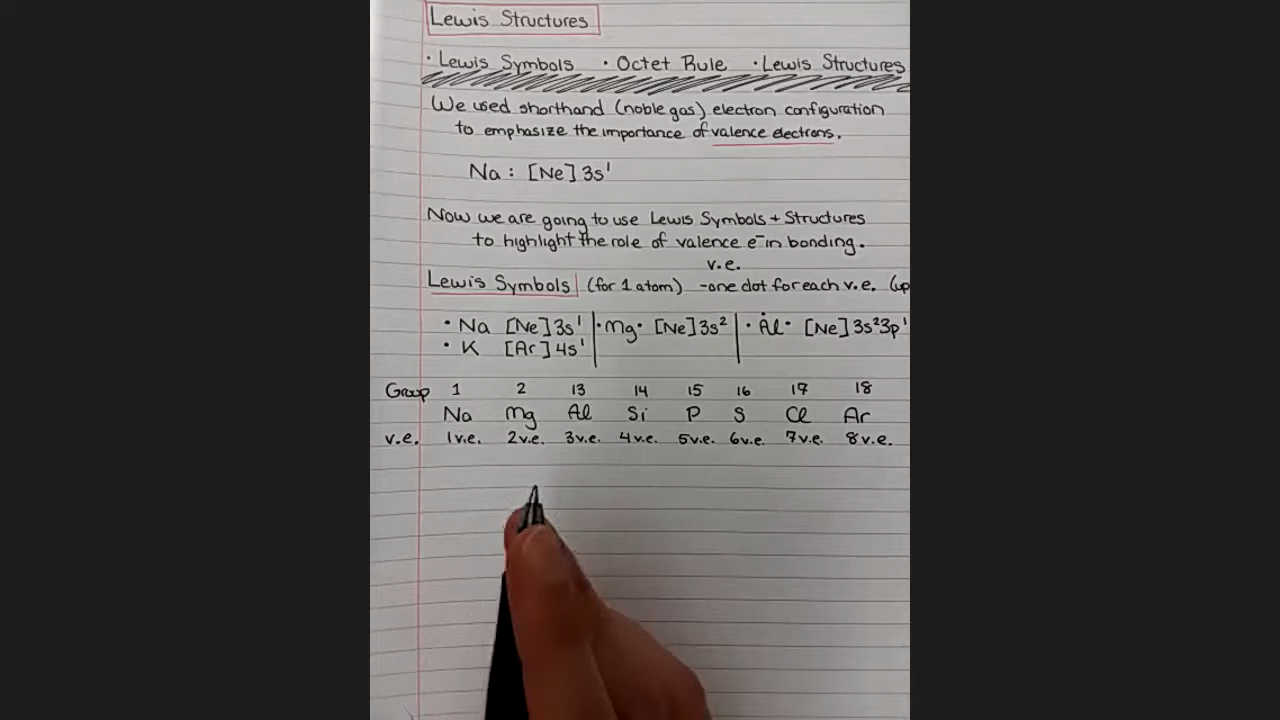 Lewis Structures
· Lewis Symbols · Octet Rule · Lewis Structures
We used shorthand (noble gas) electron configuration
to emphasize the importance of valence electrons.
Na: [Ne] 3s¹
Now we are going to use Lewis Symbols + Structures
to highlight the role of valence e⁻ in bonding.
v.e.
Lewis Symbols (for 1 atom) - one dot for each v.e. (up
· Na [Ne] 3s¹ | ·Mg· [Ne] 3s² | · Ȧl · [Ne] 3s²3p¹
· K [Ar] 4s¹
Group 1 2 13 14 15 16 17 18
Na Mg Al Si P S Cl Ar
v.e. 1v.e. 2v.e. 3v.e. 4v.e. 5v.e. 6v.e. 7v.e. 8v.e.